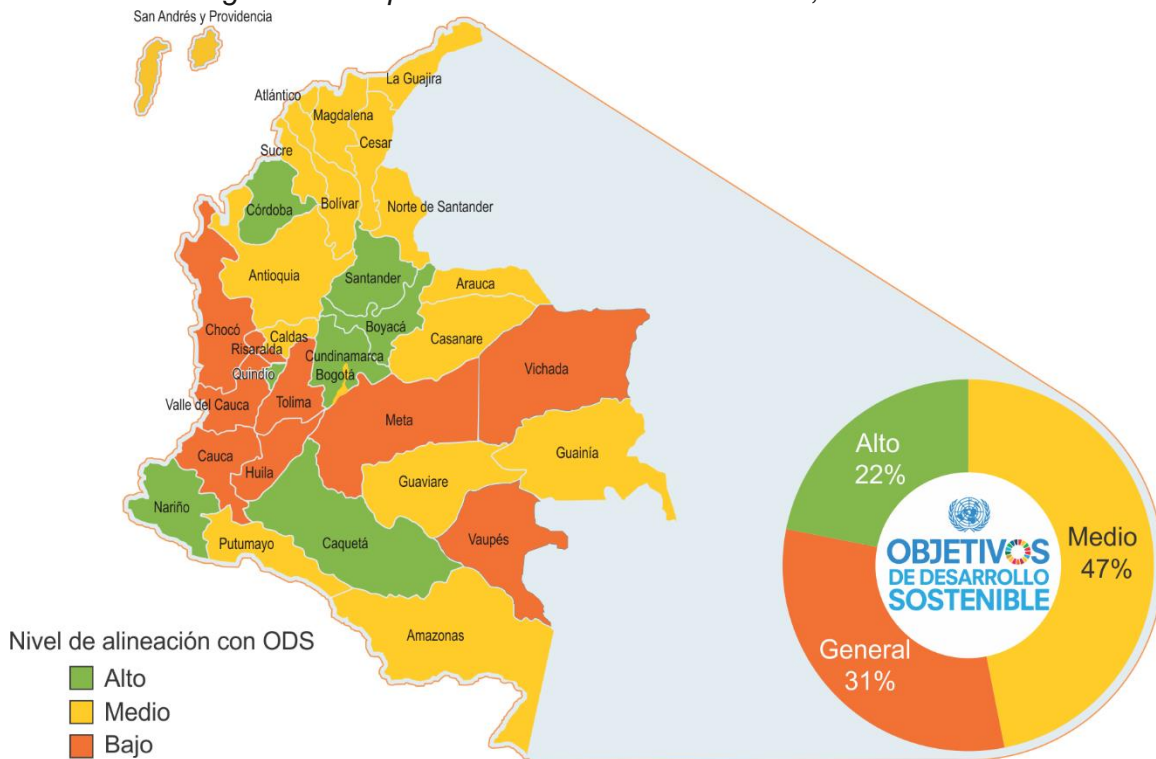 San Andrés y Providencia
La Guajira
Atlántico
Magdalena
Cesar
Sucre
Córdoba
Bolívar
Norte de Santander
Antioquia
Santander
Arauca
Chocó
Boyacá
Caldas
Casanare
Risaralda
Cundinamarca
Quindío
Bogotá
Vichada
Valle del Cauca
Tolima
Meta
Cauca
Huila
Guainía
Guaviare
Nariño
Putumayo
Caquetá
Vaupés
Amazonas
Nivel de alineación con ODS
Alto
Medio
Bajo
Alto
22%
Medio
47%
General
31%
OBJETIVOS
DE DESARROLLO
SOSTENIBLE